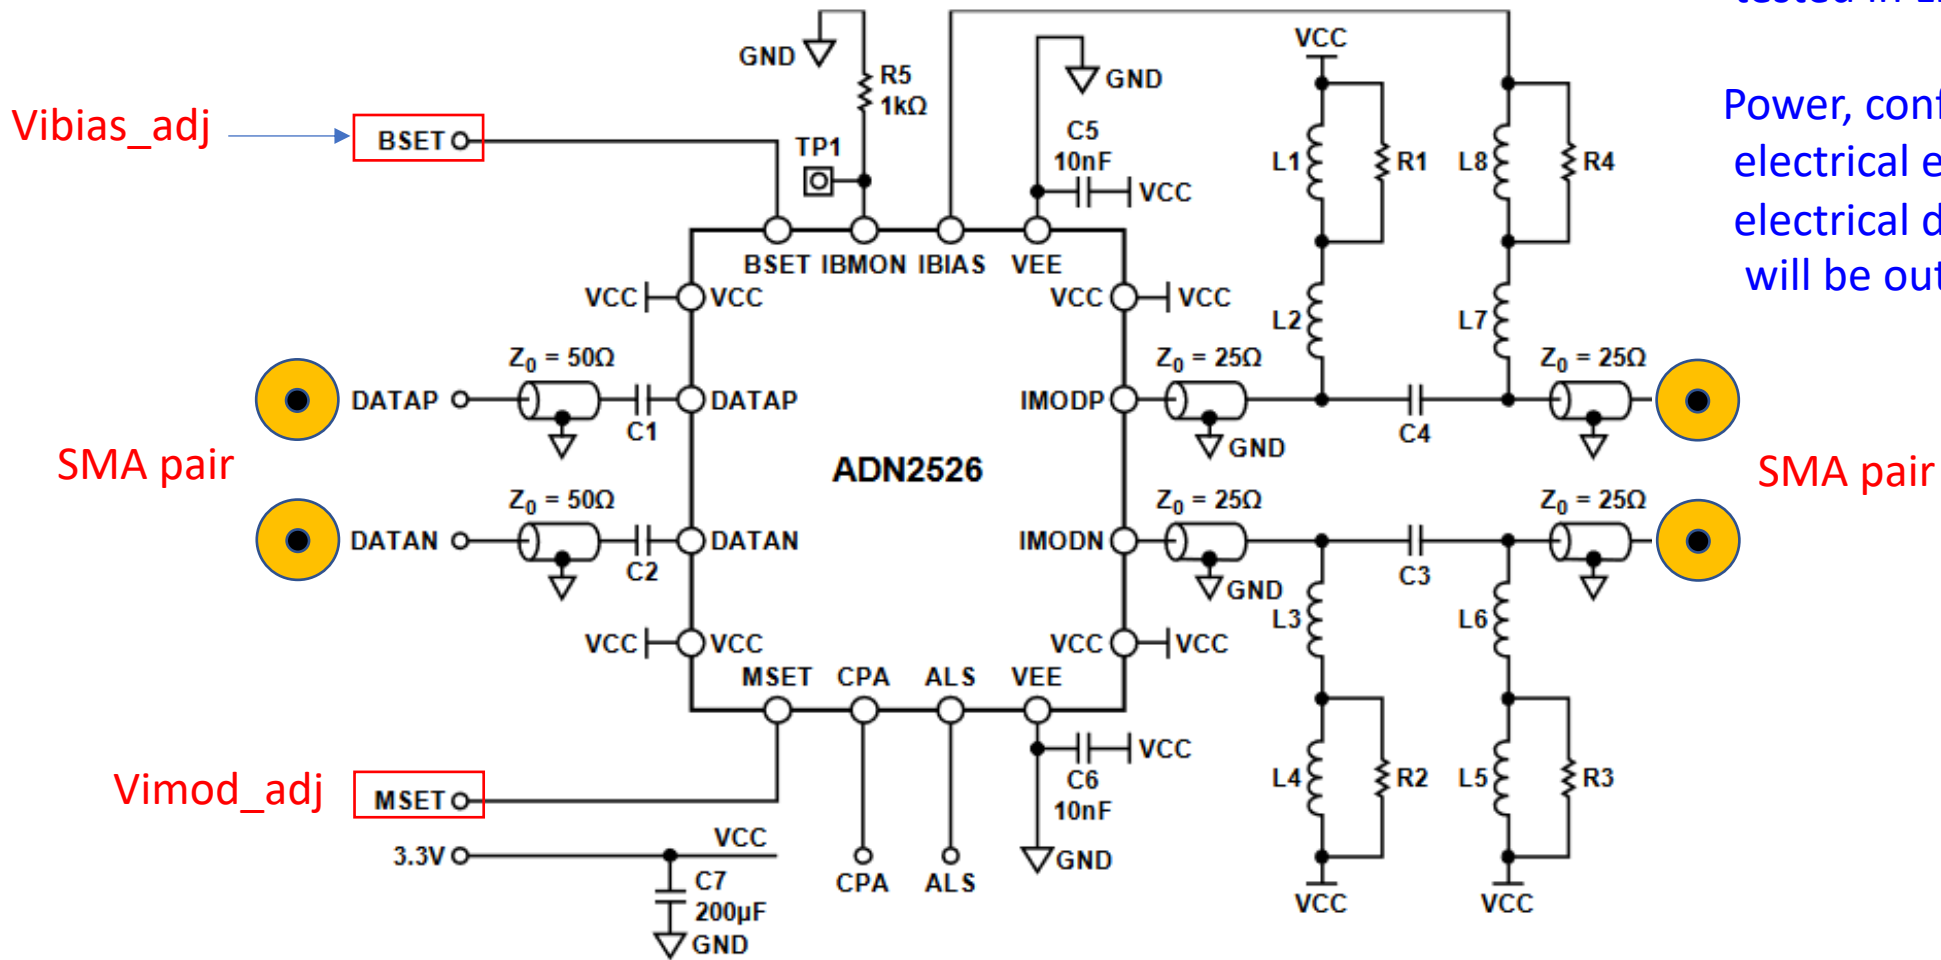 tested in
GND
R5
1kΩ
GND
VCC
Vibias_adj
BSET
TP1
C5
10nF
VCC
L1
R1
L8
R4
Power, conf
electrical e
electrical d
will be out
BSET IBMON IBIAS VEE
VCC
VCC
VCC
VCC
L2
L7
Z0 = 50Ω
Z0 = 25Ω
Z0 = 25Ω
DATAP
C1
DATAP
IMODP
GND
C4
SMA pair
ADN2526
SMA pair
Z0 = 50Ω
Z0 = 25Ω
Z0 = 25Ω
DATAN
C2
DATAN
IMODN
GND
C3
L3
L6
VCC
VCC
VCC
VCC
MSET CPA ALS VEE
VCC
C6
10nF
L4
R2
L5
R3
Vimod_adj
MSET
3.3V
VCC
C7
200µF
GND
CPA
ALS
GND
VCC
VCC